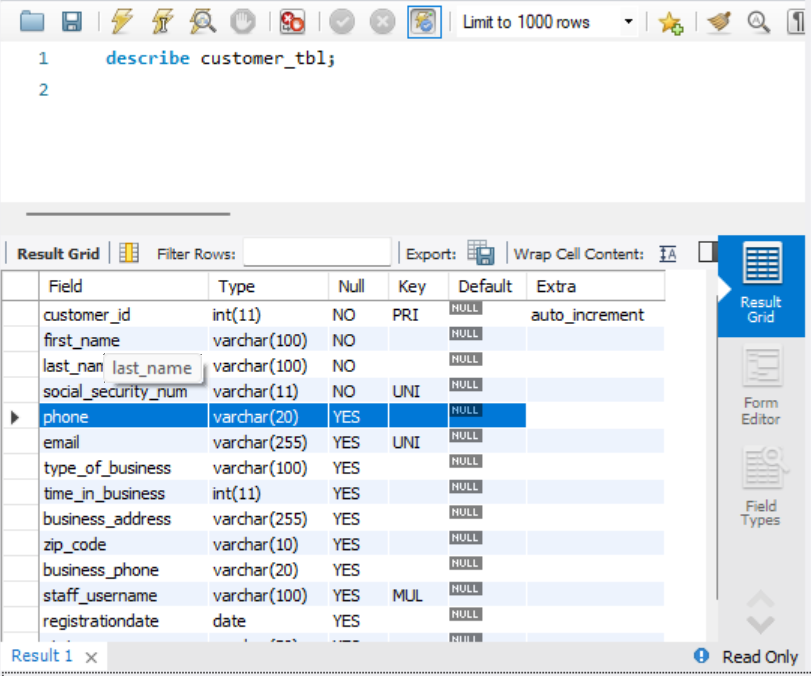 Limit to 1000 rows
1 describe customer_tbl;
2
Result Grid Filter Rows: Export: Wrap Cell Content: IA
Field Type Null Key Default Extra
customer_id int(11) NO PRI NULL auto_increment
first_name varchar(100) NO NULL
last_nam varchar(100) NO NULL
last_name
social_security_num varchar(11) NO UNI NULL
phone varchar(20) YES NULL
email varchar(255) YES UNI NULL
type_of_business varchar(100) YES NULL
time_in_business int(11) YES NULL
business_address varchar(255) YES NULL
zip_code varchar(10) YES NULL
business_phone varchar(20) YES NULL
staff_username varchar(100) YES MUL NULL
registrationdate date YES NULL
NULL
Result
Grid
Form
Editor
Field
Types
Result 1
Read Only